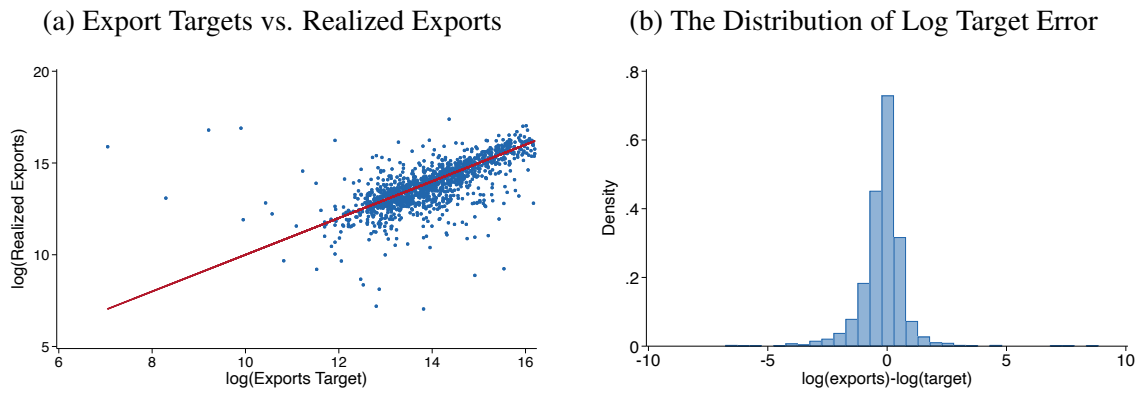 (a) Export Targets vs. Realized Exports
20
15
10
5
log(Realized Exports)
6 8 10 12 14 16
log(Exports Target)
(b) The Distribution of Log Target Error
.8
.6
.4
.2
0
Density
-10 -5 0 5 10
log(exports)-log(target)